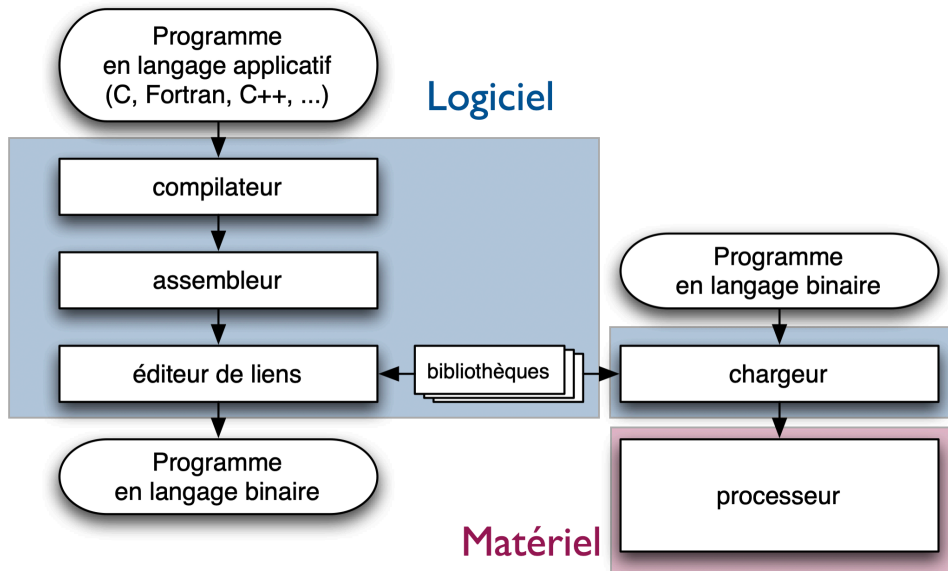 Programme
en langage applicatif
(C, Fortran, C++, ...)
Logiciel
compilateur
assembleur
éditeur de liens
bibliothèques
Programme
en langage binaire
Programme
en langage binaire
chargeur
processeur
Matériel